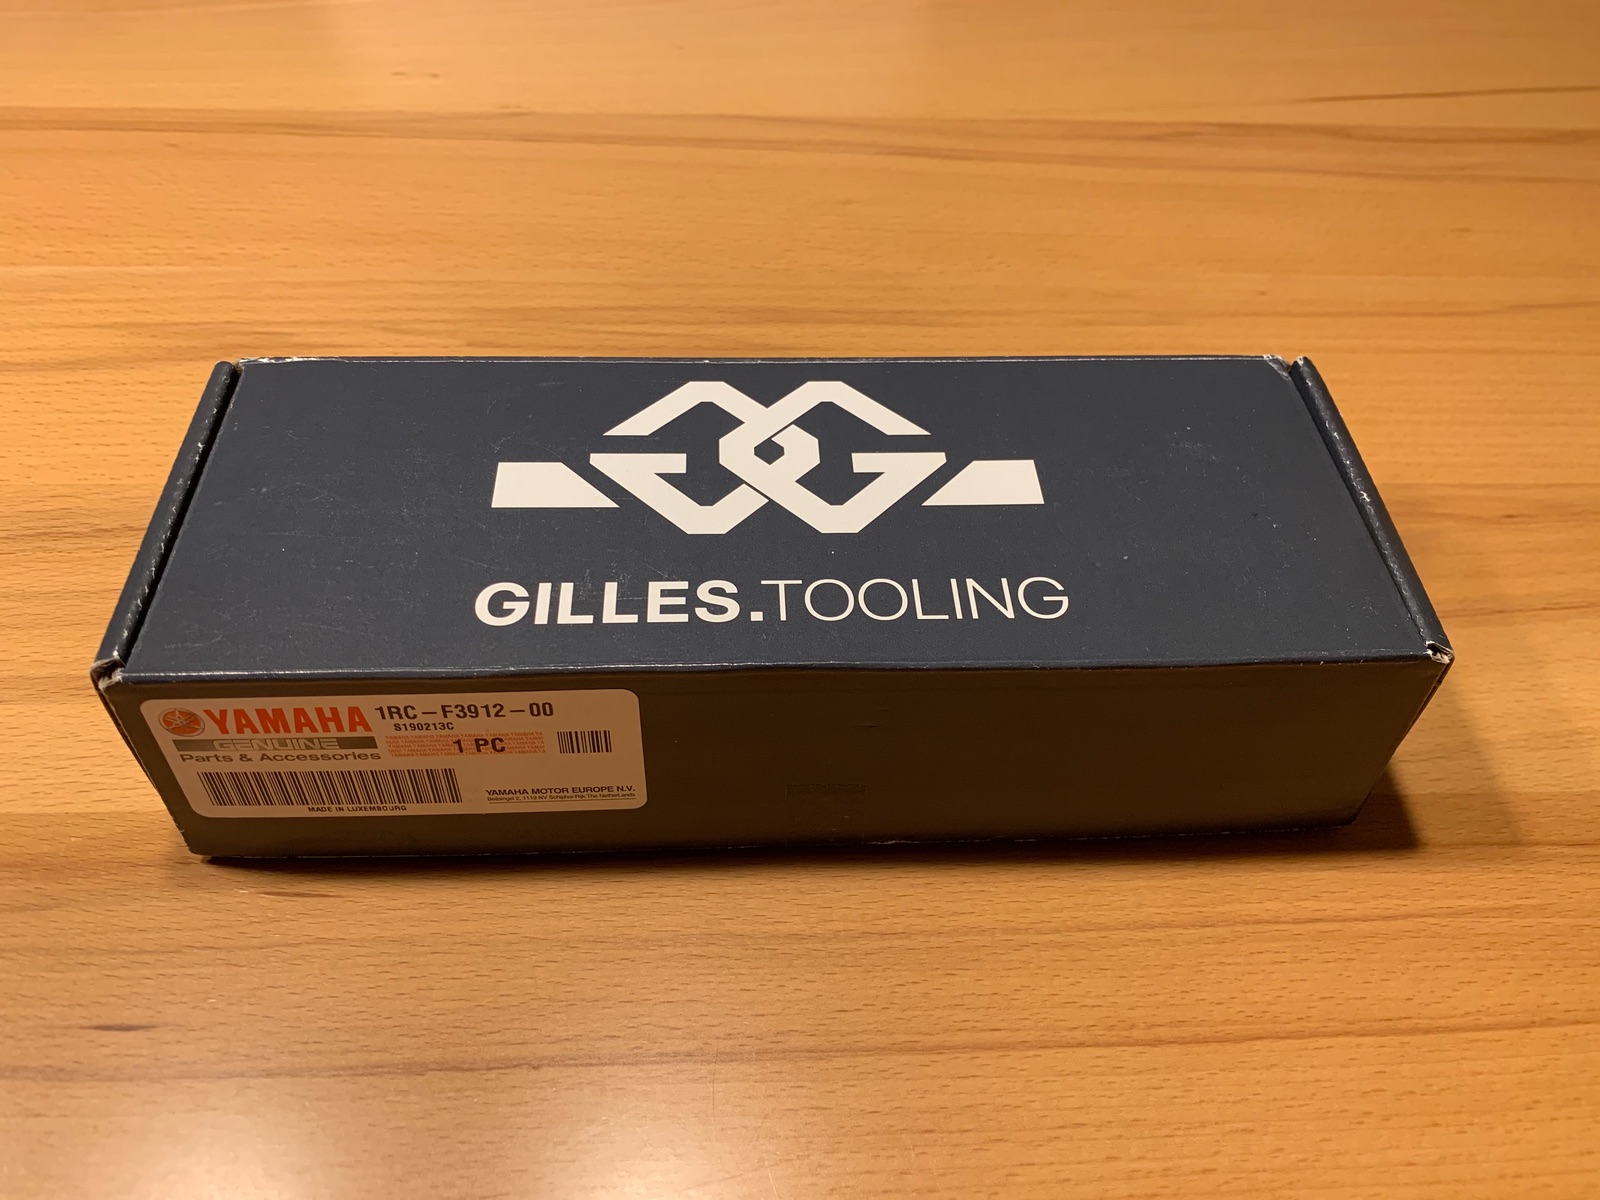 GILLES.TOOLING
YAMAHA 1RC-F3912-00
S190213C
GENUINE
1 PC
Parts & Accessories
MADE IN LUXEMBOURG
YAMAHA MOTOR EUROPE N.V.